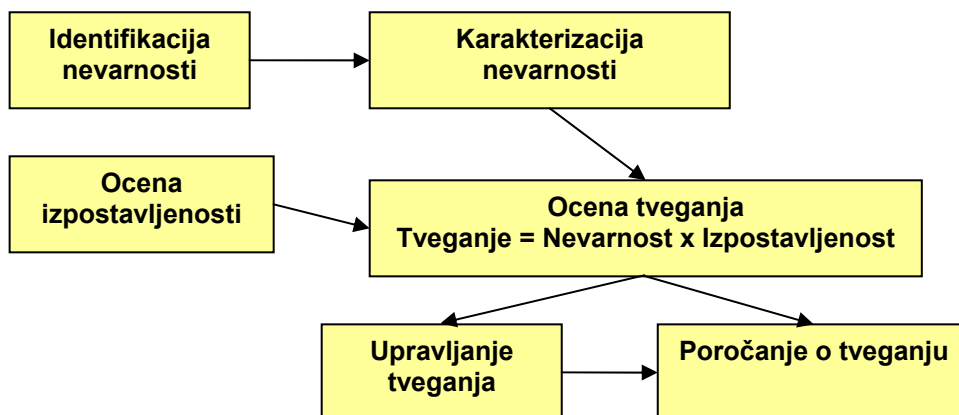 Identifikacija
nevarnosti
Karakterizacija
nevarnosti
Ocena
izpostavljenosti
Ocena tveganja
Tveganje = Nevarnost x Izpostavljenost
Upravljanje
tveganja
Poročanje o tveganju